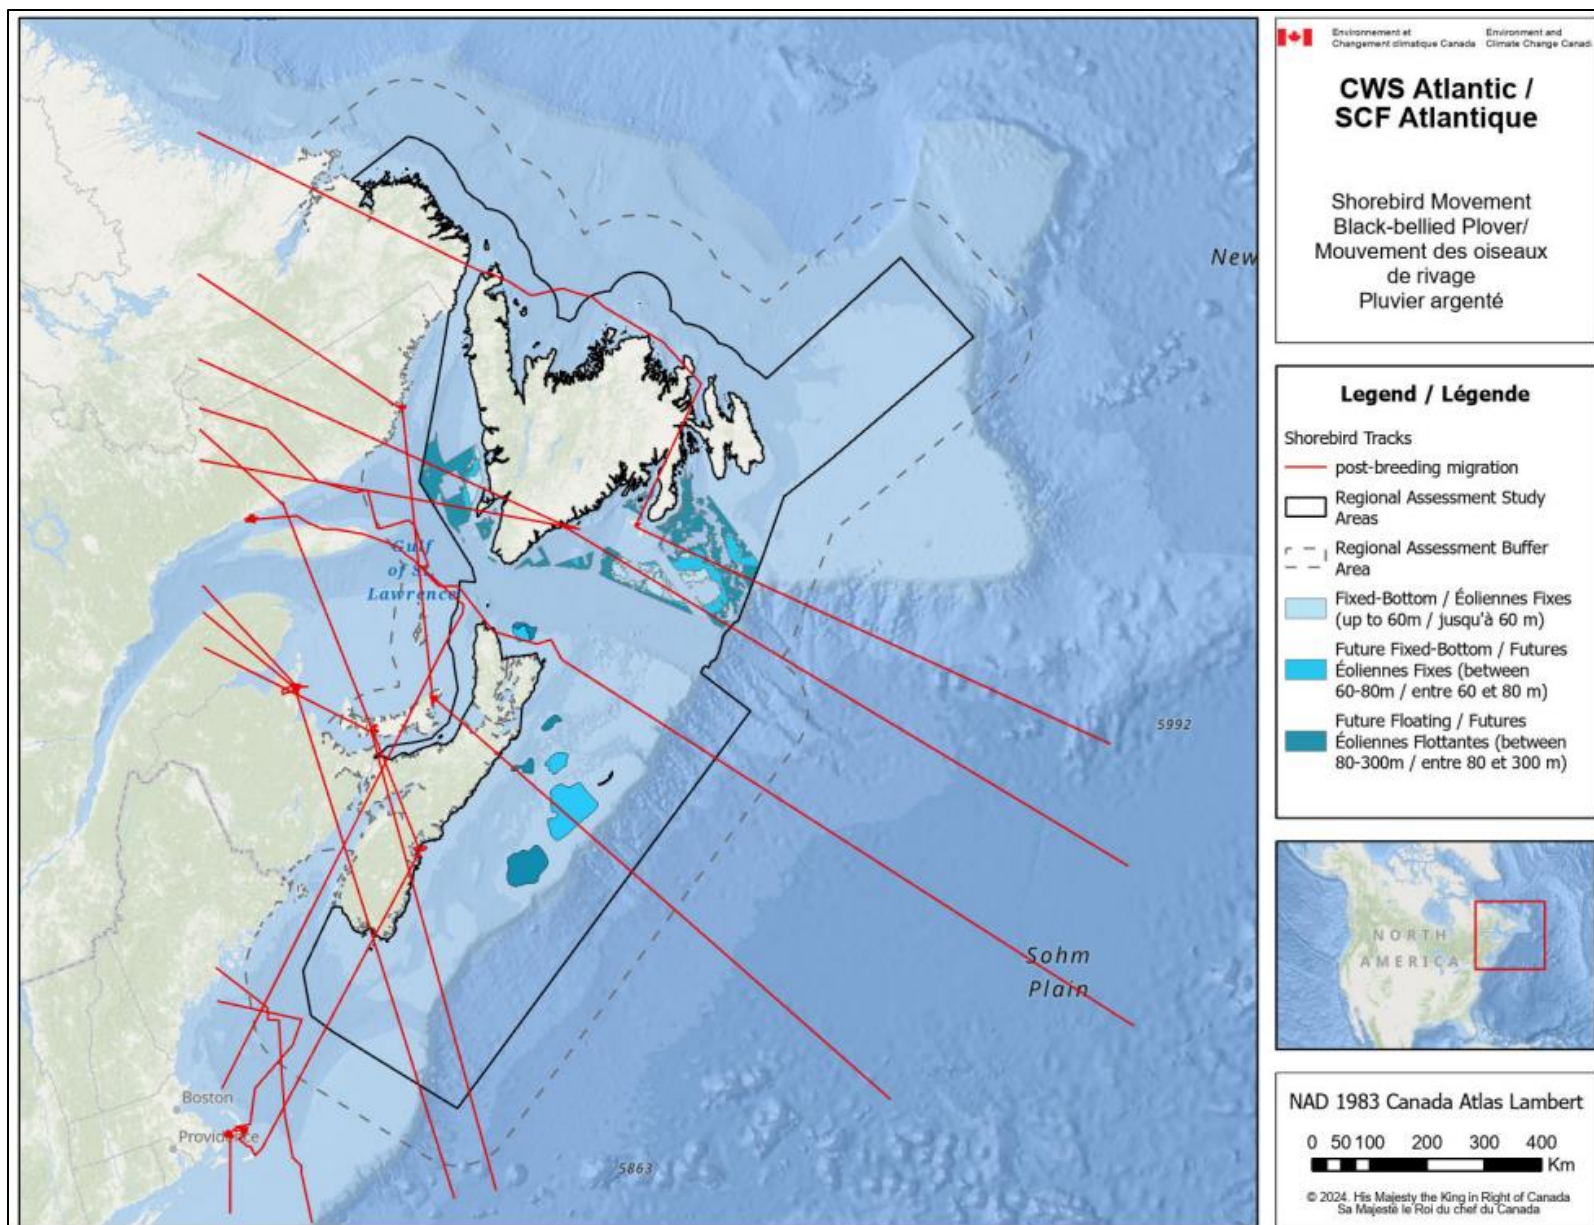 New
Gulf
of St.
Lawrence
5992
Sohm
Plain
Boston
Providence
5863
Environnement et
Changement climatique Canada
Environment and
Climate Change Canada
CWS Atlantic /
SCF Atlantique
Shorebird Movement
Black-bellied Plover/
Mouvement des oiseaux
de rivage
Pluvier argenté
Legend / Légende
Shorebird Tracks
post-breeding migration
Regional Assessment Study
Areas
Regional Assessment Buffer
Area
Fixed-Bottom / Éoliennes Fixes
(up to 60m / jusqu'à 60 m)
Future Fixed-Bottom / Futures
Éoliennes Fixes (between
60-80m / entre 60 et 80 m)
Future Floating / Futures
Éoliennes Flottantes (between
80-300m / entre 80 et 300 m)
NORTH
AMERICA
NAD 1983 Canada Atlas Lambert
0 50 100 200 300 400
Km
© 2024. His Majesty the King in Right of Canada
Sa Majesté le Roi du chef du Canada